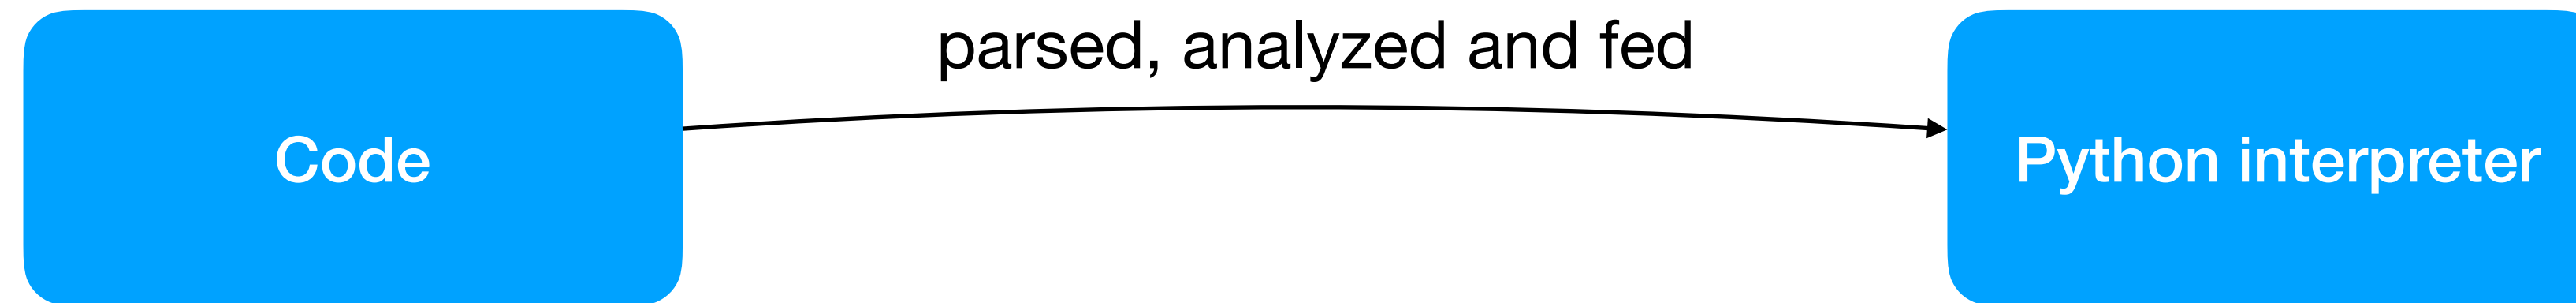 parsed, analyzed and fed
Code
Python interpreter